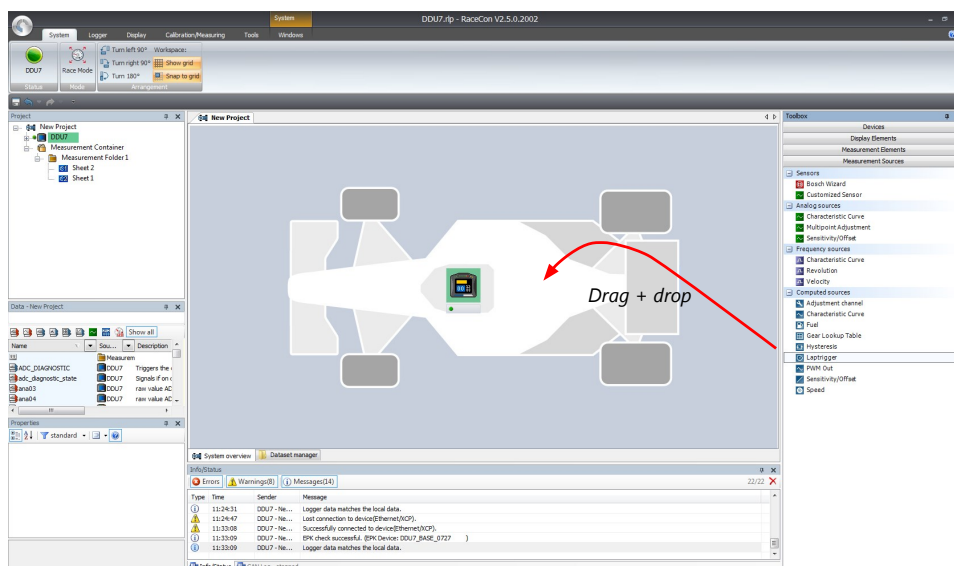 System
DDU7.rlp - RaceCon V2.5.0.2002
System Logger Display Calibration/Measuring Tools Windows
DDU7
Race Mode
Turn left 90°
Turn right 90°
Turn 180°
Workspace:
Show grid
Snap to grid
Status Mode Arrangement
Project
New Project
DDU7
Measurement Container
Measurement Folder1
Sheet 2
Sheet 1
Data - New Project
Show all
Name Sou... Description
Measurem
ADC_DIAGNOSTIC DDU7 Triggers the
adc_diagnostic_state DDU7 Signals if on
ana03 DDU7 raw value AD
ana04 DDU7 raw value AD
Properties
standard
New Project
Drag + drop
System overview Dataset manager
Info/Status
Errors Warnings(8) Messages(14) 22/22
Type Time Sender Message
11:24:31 DDU7 - Ne... Logger data matches the local data.
11:24:47 DDU7 - Ne... Lost connection to device(Ethernet/XCP).
11:33:08 DDU7 - Ne... Successfully connected to device(Ethernet/XCP).
11:33:09 DDU7 - Ne... EPK check successful. (EPK Device: DDU7_BASE_0727 )
11:33:09 DDU7 - Ne... Logger data matches the local data.
Toolbox
Devices
Display Elements
Measurement Elements
Measurement Sources
Sensors
Bosch Wizard
Customized Sensor
Analog sources
Characteristic Curve
Multipoint Adjustment
Sensitivity/Offset
Frequency sources
Characteristic Curve
Revolution
Velocity
Computed sources
Adjustment channel
Characteristic Curve
Fuel
Gear Lookup Table
Hysteresis
Laptrigger
PWM Out
Sensitivity/Offset
Speed